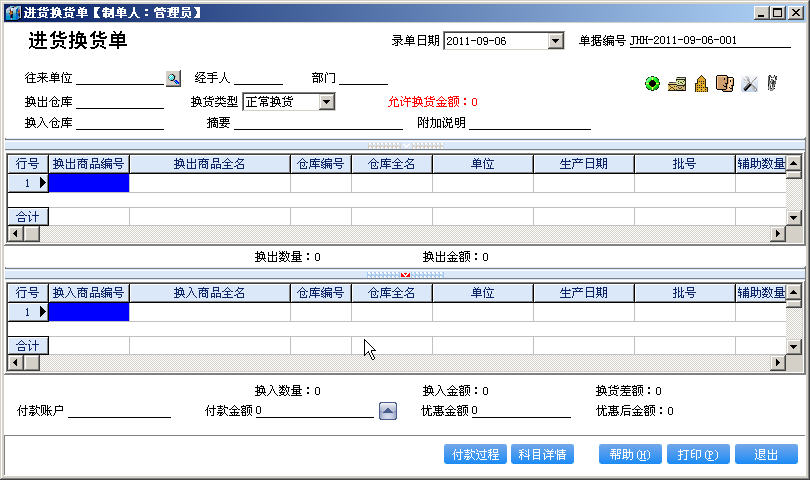 进货换货单【制单人：管理员】
进货换货单 录单日期 2011-09-06 单据编号 JHH-2011-09-06-001
往来单位 经手人 部门
换出仓库 换货类型 正常换货 允许换货金额：0
换入仓库 摘要 附加说明
行号 换出商品编号 换出商品全名 仓库编号 仓库全名 单位 生产日期 批号 辅助数量
1
合计
换出数量：0 换出金额：0
行号 换入商品编号 换入商品全名 仓库编号 仓库全名 单位 生产日期 批号 辅助数量
1
合计
换入数量：0 换入金额：0 换货差额：0
付款账户 付款金额 0 优惠金额 0 优惠后金额：0
付款过程 科目详情 帮助(H) 打印(P) 退出